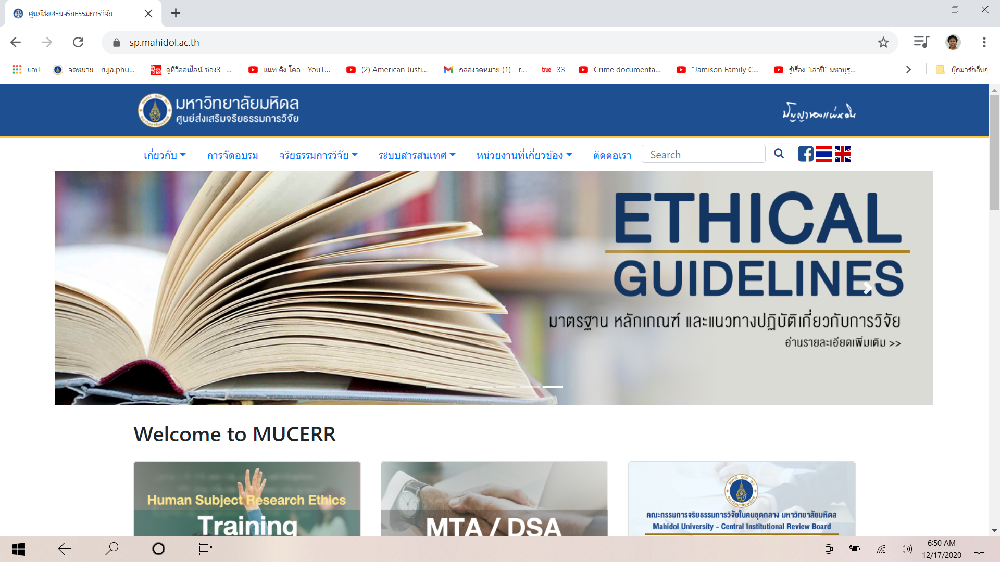 ศูนย์ส่งเสริมจริยธรรมการวิจัย
sp.mahidol.ac.th
แอป
จดหมาย - ruja.phu...
ดูทีวีออนไลน์ ช่อง3 -...
แนท คิง โคล - YouT...
(2) American Justi...
กล่องจดหมาย (1) - r...
true 33
Crime documenta...
"Jamison Family C...
รู้เรื่อง "เล่าปี่" มหาบุรุ...
บุ๊กมาร์กอื่นๆ
มหาวิทยาลัยมหิดล
ศูนย์ส่งเสริมจริยธรรมการวิจัย
ปัญญาของแผ่นดิน
เกี่ยวกับ
การจัดอบรม
จริยธรรมการวิจัย
ระบบสารสนเทศ
หน่วยงานที่เกี่ยวข้อง
ติดต่อเรา
Search
ETHICAL
GUIDELINES
มาตรฐาน หลักเกณฑ์ และแนวทางปฏิบัติเกี่ยวกับการวิจัย
อ่านรายละเอียดเพิ่มเติม >>
Welcome to MUCERR
Human Subject Research Ethics
Training
MTA / DSA
คณะกรรมการจริยธรรมการวิจัยในคนชุดกลาง มหาวิทยาลัยมหิดล
Mahidol University - Central Institutional Review Board
6:50 AM
12/17/2020